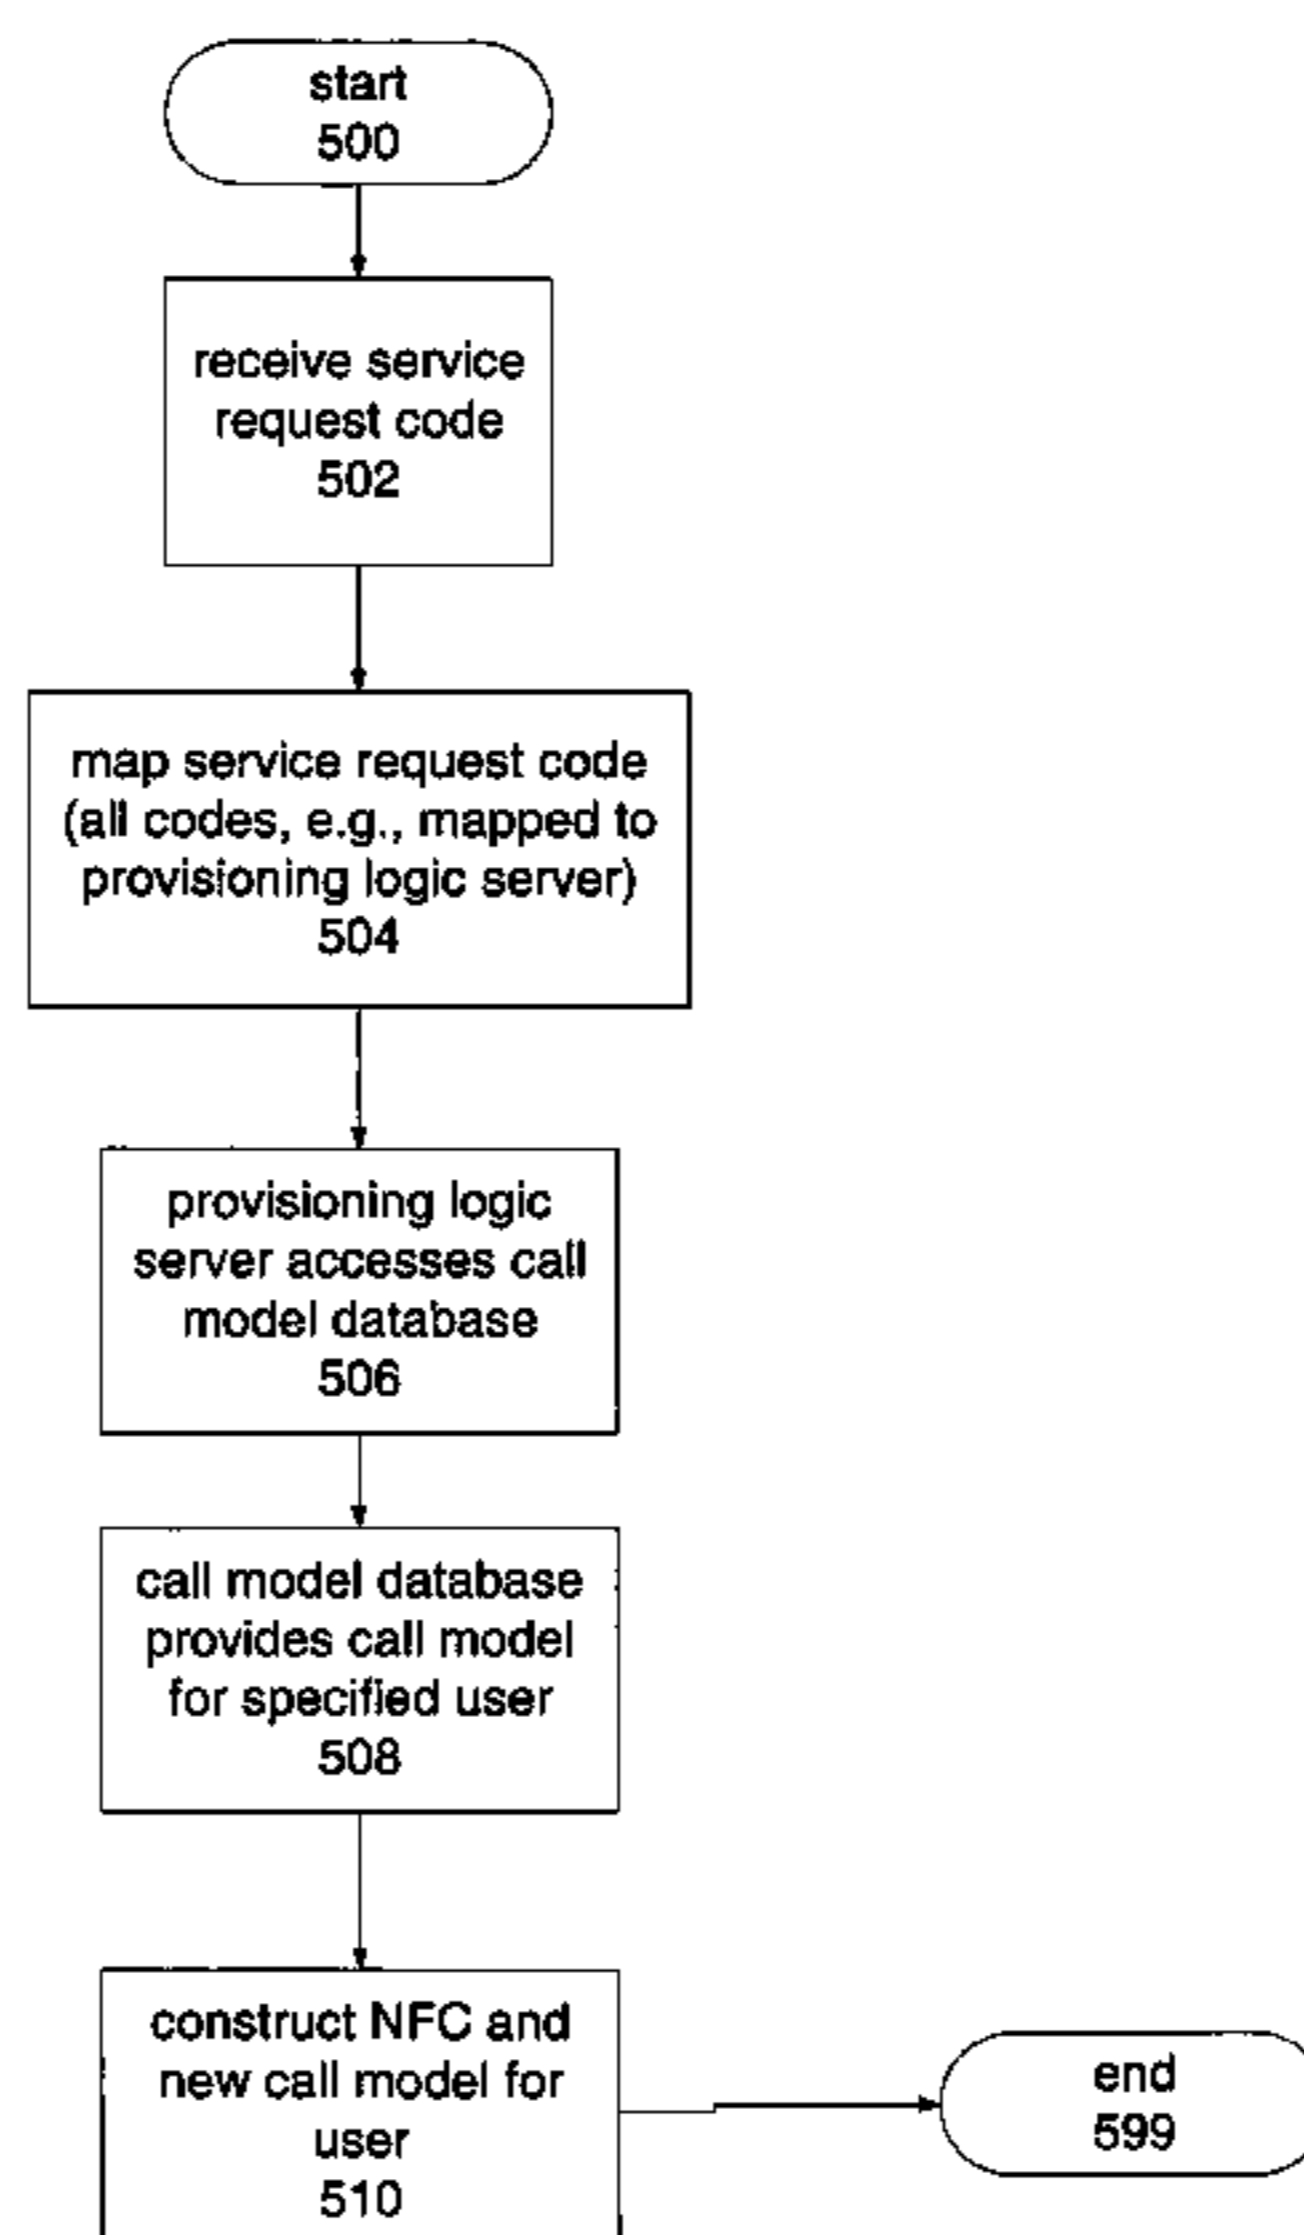 start
500
receive service
request code
502
map service request code
(all codes, e.g., mapped to
provisioning logic server)
504
provisioning logic
server accesses call
model database
506
call model database
provides call model
for specified user
508
construct NFC and
new call model for
user
510
end
599